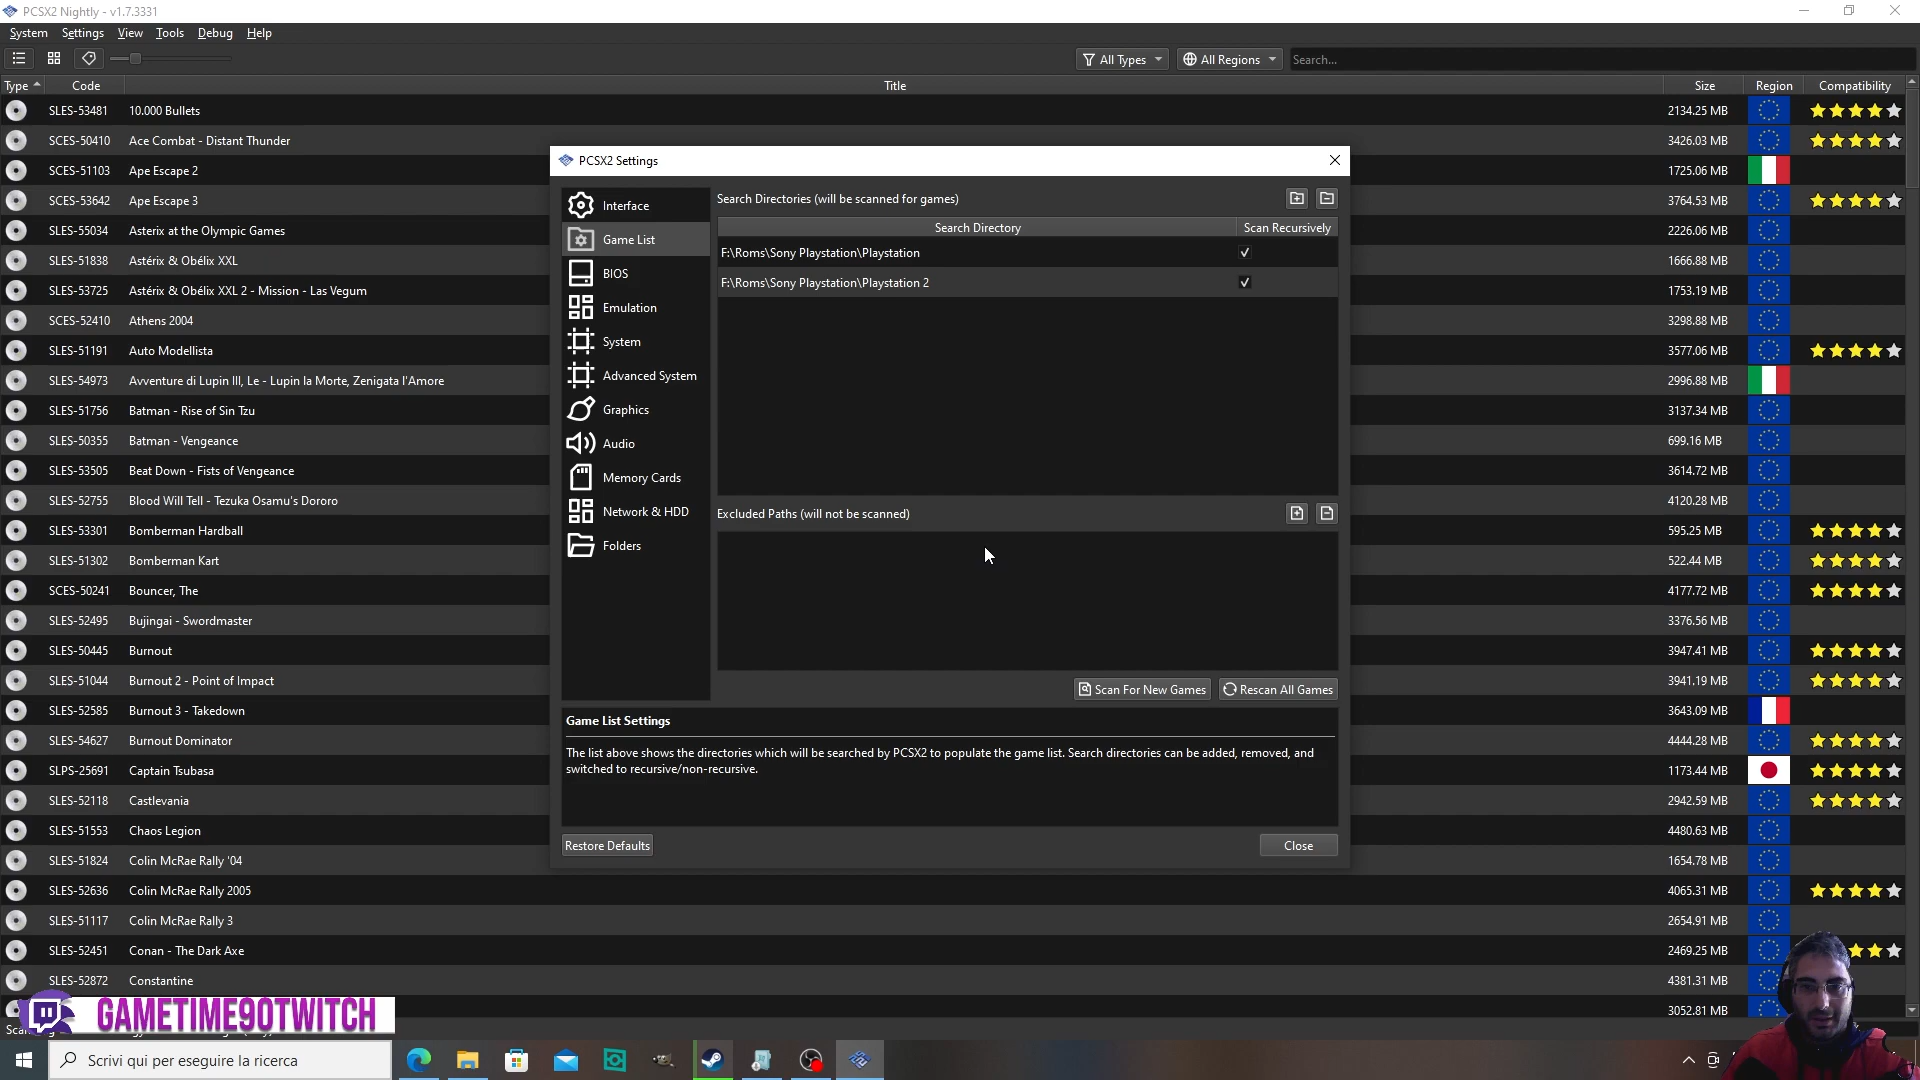 PCSX2 Nightly - v1.7.3331
System Settings View Tools Debug Help
All Types All Regions Search...
Type Code Title Size Region Compatibility
SLES-53481 10.000 Bullets 2134.25 MB
SCES-50410 Ace Combat - Distant Thunder 3426.03 MB
SCES-51103 Ape Escape 2 1725.06 MB
SCES-53642 Ape Escape 3 3764.53 MB
SLES-55034 Asterix at the Olympic Games 2226.06 MB
SLES-51838 Astérix & Obélix XXL 1666.88 MB
SLES-53725 Astérix & Obélix XXL 2 - Mission - Las Vegum 1753.19 MB
SCES-52410 Athens 2004 3298.88 MB
SLES-51191 Auto Modellista 3577.06 MB
SLES-54973 Avventure di Lupin III, Le - Lupin la Morte, Zenigata l'Amore 2996.88 MB
SLES-51756 Batman - Rise of Sin Tzu 3137.34 MB
SLES-50355 Batman - Vengeance 699.16 MB
SLES-53505 Beat Down - Fists of Vengeance 3614.72 MB
SLES-52755 Blood Will Tell - Tezuka Osamu's Dororo 4120.28 MB
SLES-53301 Bomberman Hardball 595.25 MB
SLES-51302 Bomberman Kart 522.44 MB
SCES-50241 Bouncer, The 4177.72 MB
SLES-52495 Bujingai - Swordmaster 3376.56 MB
SLES-50445 Burnout 3947.41 MB
SLES-51044 Burnout 2 - Point of Impact 3941.19 MB
SLES-52585 Burnout 3 - Takedown 3643.09 MB
SLES-54627 Burnout Dominator 4444.28 MB
SLPS-25691 Captain Tsubasa 1173.44 MB
SLES-52118 Castlevania 2942.59 MB
SLES-51553 Chaos Legion 4480.63 MB
SLES-51824 Colin McRae Rally '04 1654.78 MB
SLES-52636 Colin McRae Rally 2005 4065.31 MB
SLES-51117 Colin McRae Rally 3 2654.91 MB
SLES-52451 Conan - The Dark Axe 2469.25 MB
SLES-52872 Constantine 4381.31 MB
3052.81 MB
PCSX2 Settings
Interface
Game List
BIOS
Emulation
System
Advanced System
Graphics
Audio
Memory Cards
Network & HDD
Folders
Search Directories (will be scanned for games)
Search Directory Scan Recursively
F:\Roms\Sony Playstation\Playstation
F:\Roms\Sony Playstation\Playstation 2
Excluded Paths (will not be scanned)
Scan For New Games Rescan All Games
Game List Settings
The list above shows the directories which will be searched by PCSX2 to populate the game list. Search directories can be added, removed, and
switched to recursive/non-recursive.
Restore Defaults Close
GAMETIME90TWITCH
Scrivi qui per eseguire la ricerca